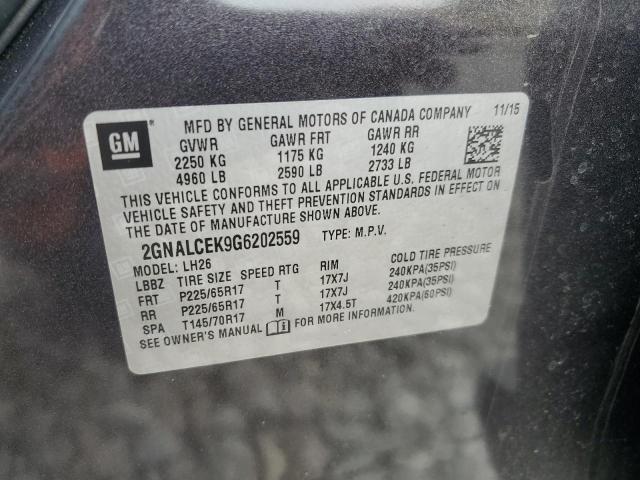 GM
MFD BY GENERAL MOTORS OF CANADA COMPANY 11/15
GVWR GAWR FRT GAWR RR
2250 KG 1175 KG 1240 KG
4960 LB 2590 LB 2733 LB
THIS VEHICLE CONFORMS TO ALL APPLICABLE U.S. FEDERAL MOTOR
VEHICLE SAFETY AND THEFT PREVENTION STANDARDS IN EFFECT ON
THE DATE OF MANUFACTURE SHOWN ABOVE.
2GNALCEK9G6202559 TYPE: M.P.V.
MODEL: LH26
LBBZ TIRE SIZE SPEED RTG RIM COLD TIRE PRESSURE
FRT P225/65R17 T 17X7J 240KPA(35PSI)
RR P225/65R17 T 17X7J 240KPA(35PSI)
SPA T145/70R17 M 17X4.5T 420KPA(60PSI)
SEE OWNER'S MANUAL FOR MORE INFORMATION.